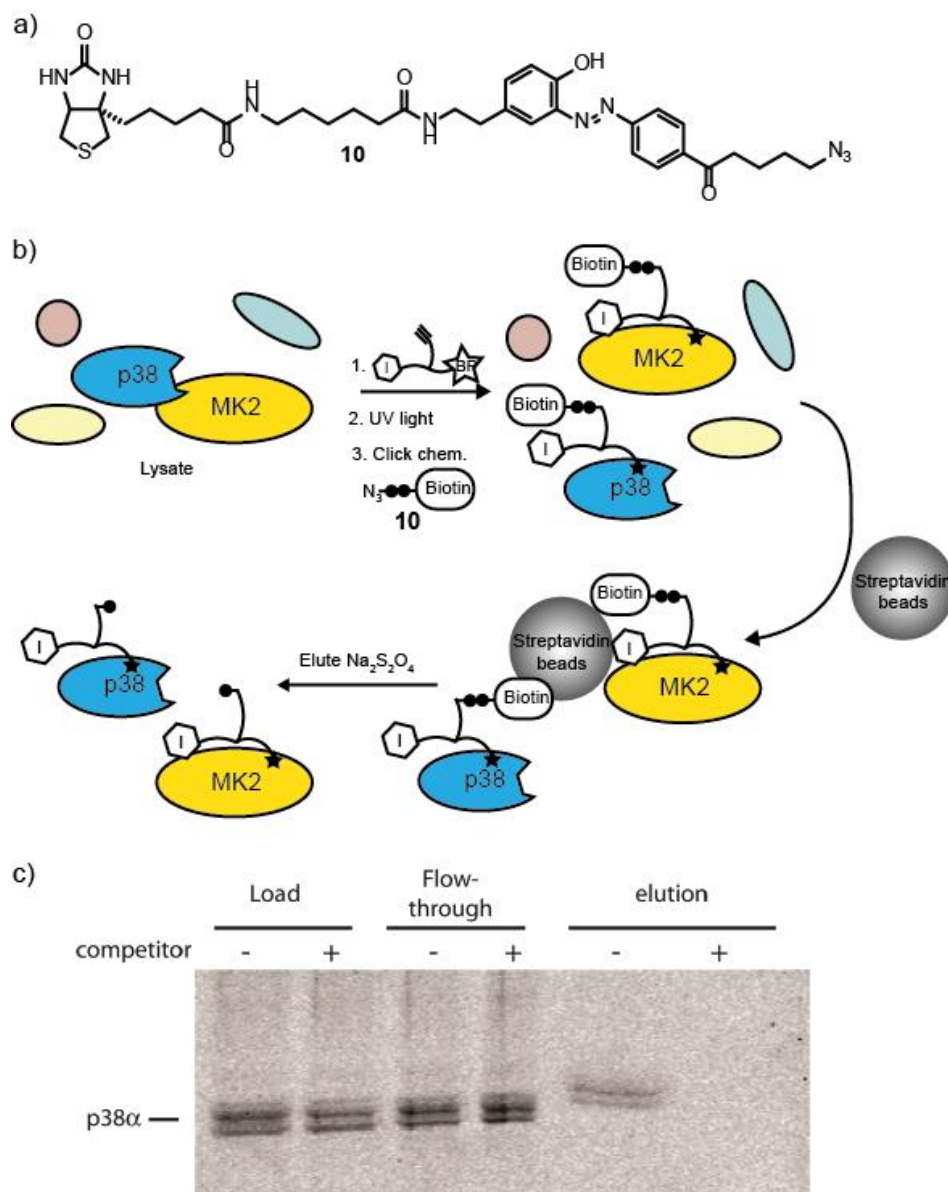 a)
O
HN NH
S
O
H
N
10
O
N
H
OH
N
N
O
N3
b)
p38
MK2
Lysate
1. I BP
2. UV light
3. Click chem.
N3 Biotin
10
Biotin
I
MK2
Biotin
I
p38
Streptavidin
beads
Biotin
Streptavidin
beads
I
MK2
Biotin
I
p38
Elute Na2S2O4
I
p38
I
MK2
c)
Load
Flow-
through
elution
competitor - + - + - +
p38α